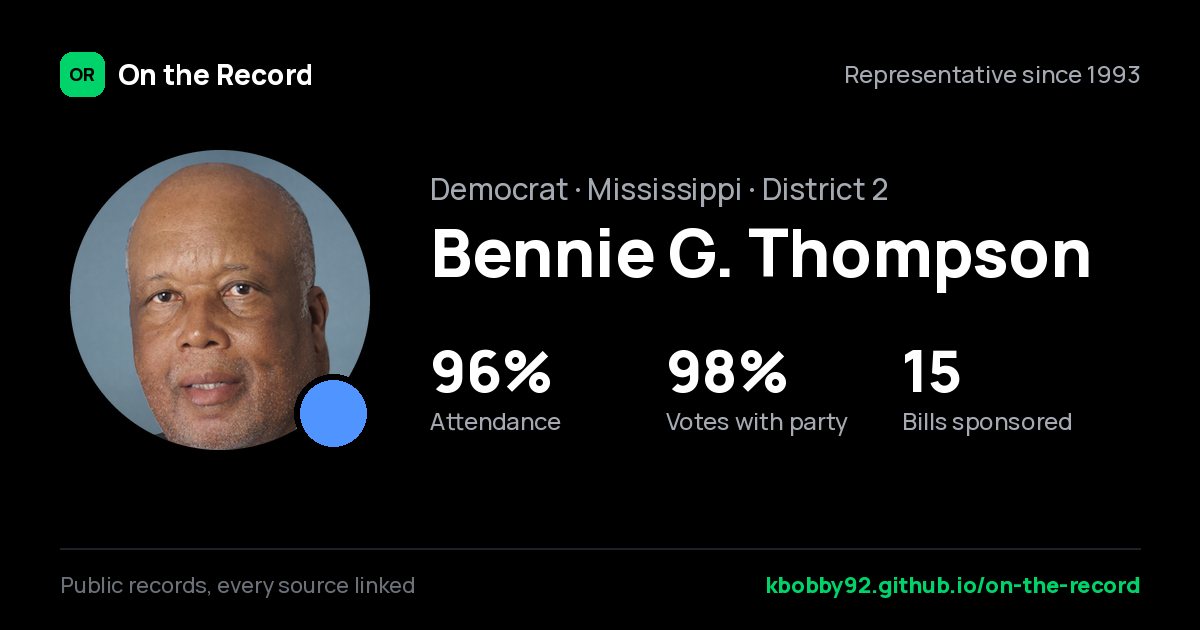 OR On the Record
Representative since 1993
Democrat · Mississippi · District 2
Bennie G. Thompson
96% 98% 15
Attendance Votes with party Bills sponsored
Public records, every source linked
kbobby92.github.io/on-the-record